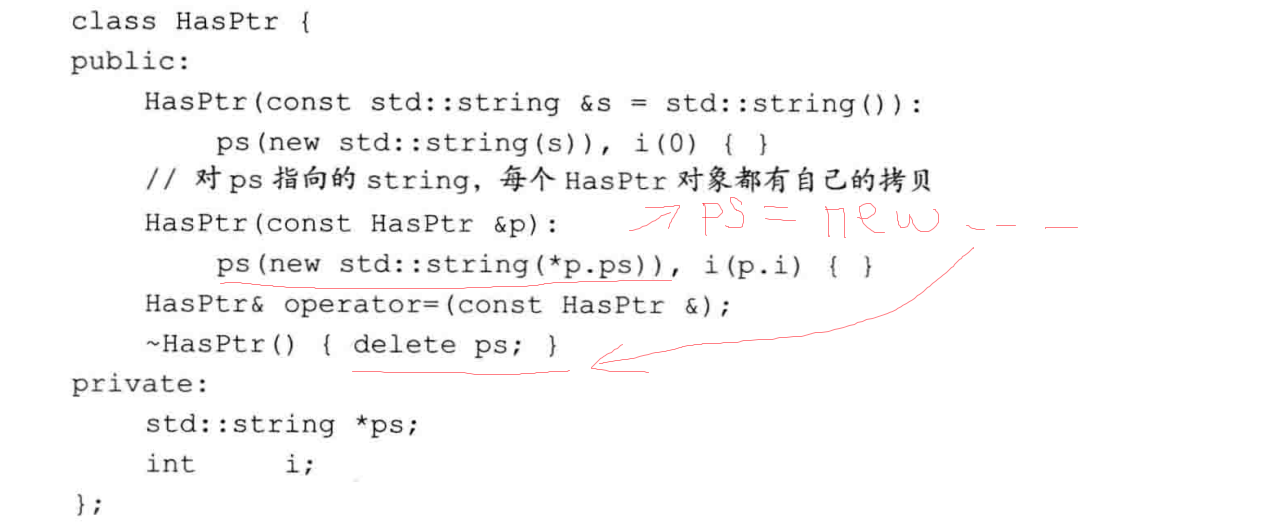 class HasPtr {
public:
HasPtr(const std::string &s = std::string()):
ps(new std::string(s)), i(0) { }
// 对 ps 指向的 string, 每个 HasPtr 对象都有自己的拷贝
HasPtr(const HasPtr &p):
ps = new
ps(new std::string(*p.ps)), i(p.i) { }
HasPtr& operator=(const HasPtr &);
~HasPtr() { delete ps; }
private:
std::string *ps;
int i;
};